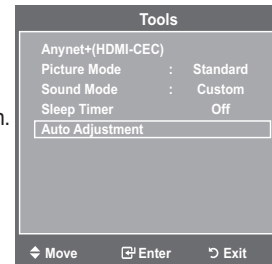 Tools
Anynet+(HDMI-CEC)
Picture Mode : Standard
Sound Mode : Custom
Sleep Timer Off
Auto Adjustment
Move Enter Exit